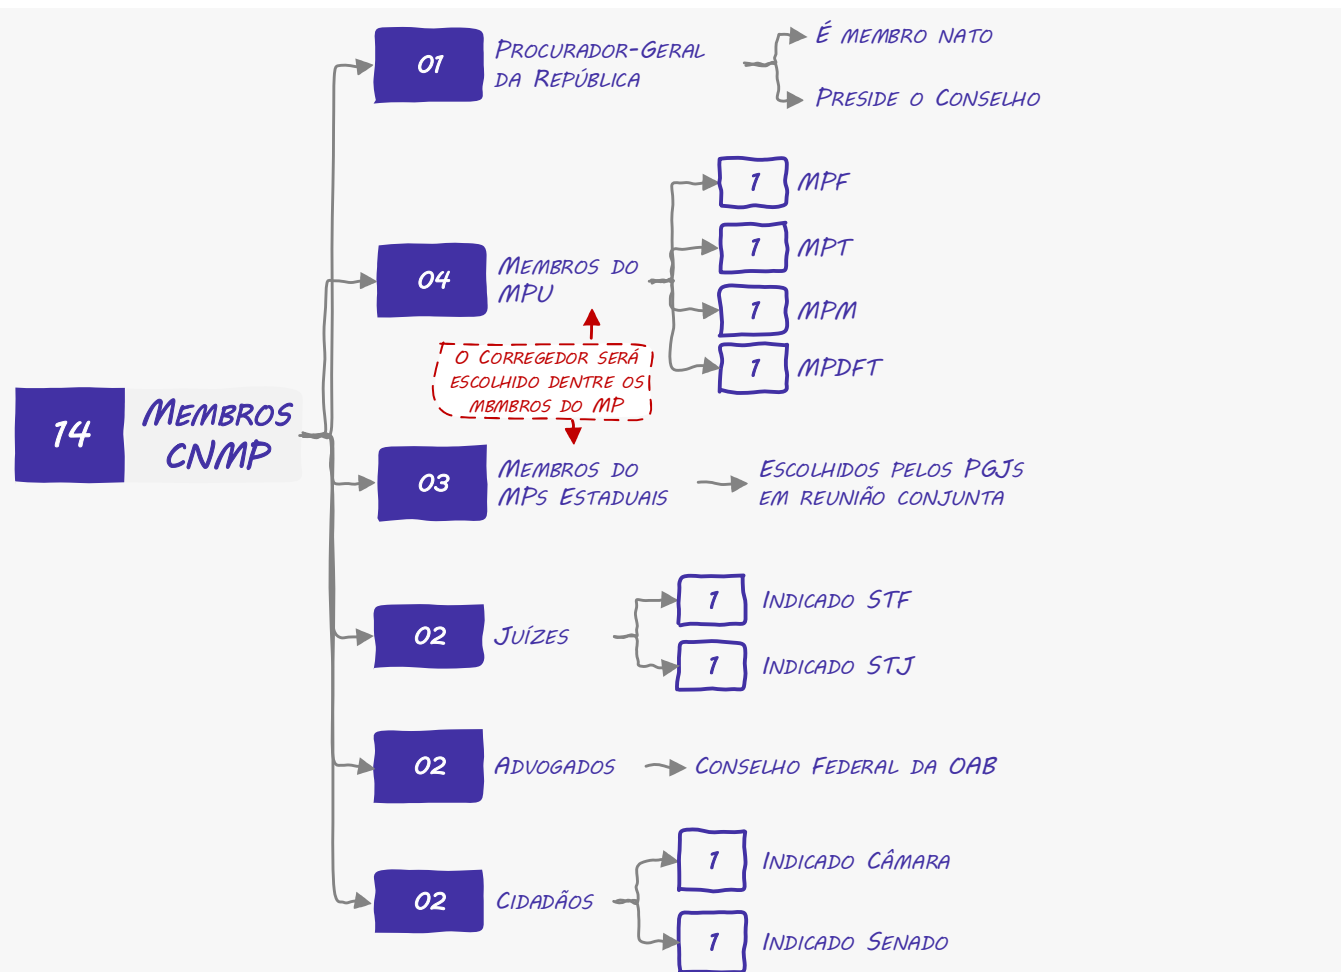 01
Procurador-Geral
da República
É membro nato
Preside o Conselho
04
Membros do
MPU
1 MPF
1 MPT
1 MPM
1 MPDFT
O Corregedor será
escolhido dentre os
mbmbros do MP
14
Membros
CNMP
03
Membros do
MPs Estaduais
Escolhidos pelos PGJs
em reunião conjunta
02
Juízes
1 Indicado STF
1 Indicado STJ
02
Advogados
Conselho Federal da OAB
02
Cidadãos
1 Indicado Câmara
1 Indicado Senado